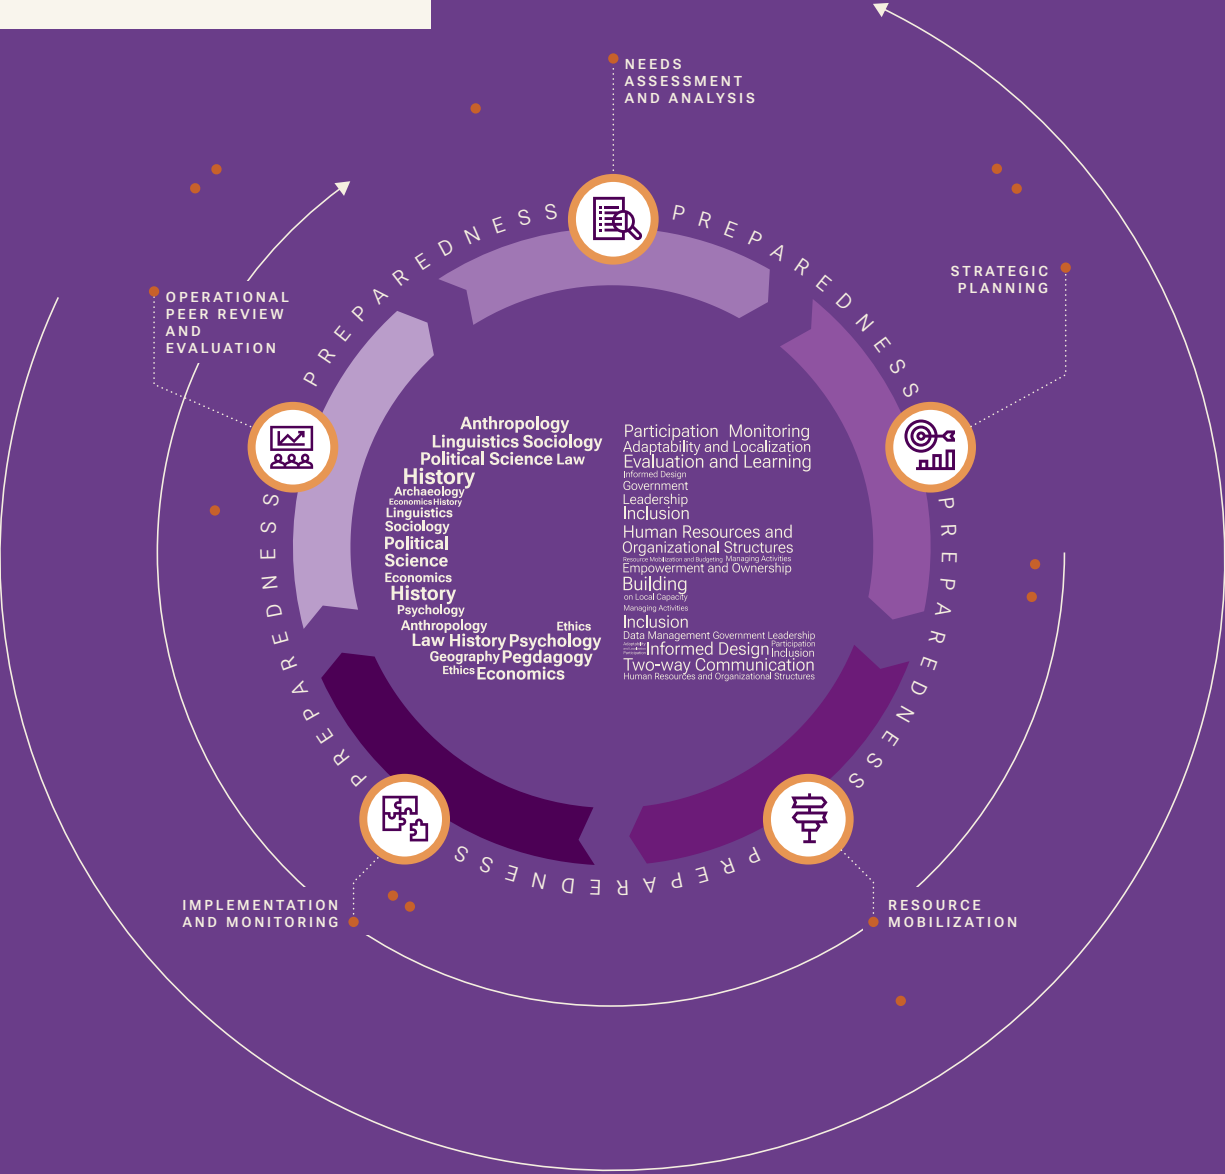 NEEDS
ASSESSMENT
AND ANALYSIS
STRATEGIC
PLANNING
OPERATIONAL
PEER REVIEW
AND
EVALUATION
PREPAREDNESS
PREPAREDNESS
PREPAREDNESS
PREPAREDNESS
PREPAREDNESS
PREPAREDNESS
Anthropology
Linguistics Sociology
Political Science Law
History
Archaeology
Economics History
Linguistics
Sociology
Political
Science
Economics
History
Psychology
Anthropology Ethics
Law History Psychology
Geography Pegdagogy
Ethics Economics
Participation Monitoring
Adaptability and Localization
Evaluation and Learning
Informed Design
Government
Leadership
Inclusion
Human Resources and
Organizational Structures
Resource Mobilization and Budgeting Managing Activities
Empowerment and Ownership
Building
on Local Capacity
Managing Activities
Inclusion
Data Management Government Leadership
Informed Design Participation
Inclusion
Two-way Communication
Human Resources and Organizational Structures
IMPLEMENTATION
AND MONITORING
RESOURCE
MOBILIZATION